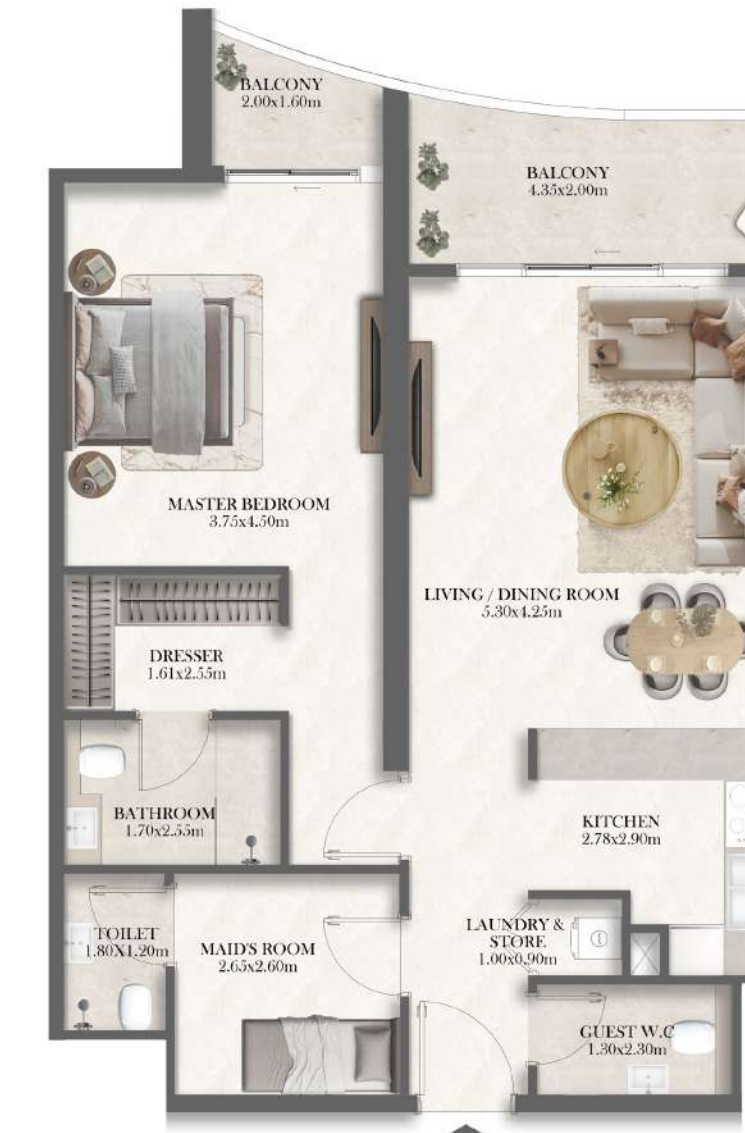 BALCONY
2.00x1.60m
BALCONY
4.35x2.00m
MASTER BEDROOM
3.75x4.50m
LIVING / DINING ROOM
5.30x4.25m
DRESSER
1.61x2.55m
BATHROOM
1.70x2.55m
KITCHEN
2.78x2.90m
TOILET
1.80X1.20m
MAID'S ROOM
2.65x2.60m
LAUNDRY &
STORE
1.00x0.90m
GUEST W.C
1.30x2.30m